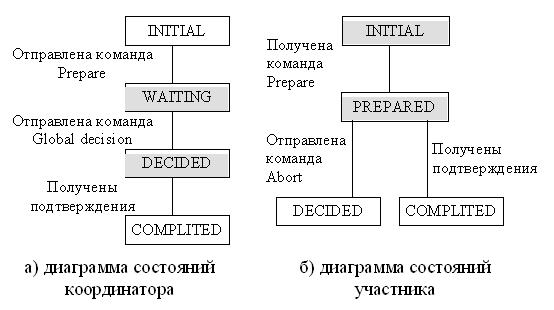 INITIAL
Отправлена команда
Prepare
WAITING
Отправлена команда
Global decision
DECIDED
Получены
подтверждения
COMPLITED
а) диаграмма состояний
координатора
INITIAL
Получена
команда
Prepare
PREPARED
Отправлена
команда
Abort
Получены
подтверждения
DECIDED
COMPLITED
б) диаграмма состояний
участника